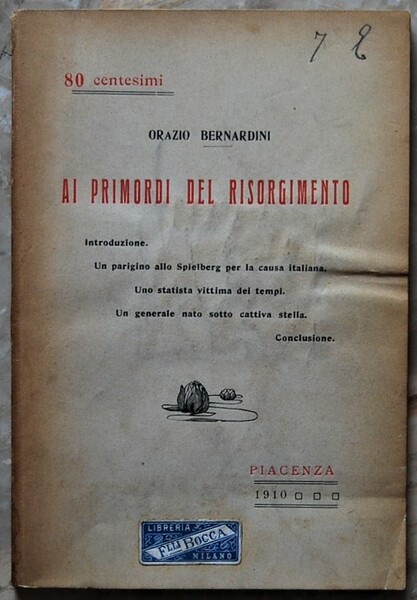 7 2
80 centesimi
ORAZIO BERNARDINI
AI PRIMORDI DEL RISORGIMENTO
Introduzione.
Un parigino allo Spielberg per la causa italiana.
Uno statista vittima dei tempi.
Un generale nato sotto cattiva stella.
Conclusione.
PIACENZA
1910
LIBRERIA
FLLI BOCCA
MILANO